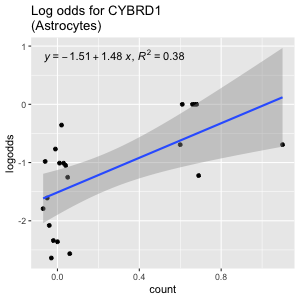 Log odds for CYBRD1
(Astrocytes)
y = −1.51 + 1.48 x, R² = 0.38
1
0
-1
-2
logodds
0.0 0.4 0.8
count